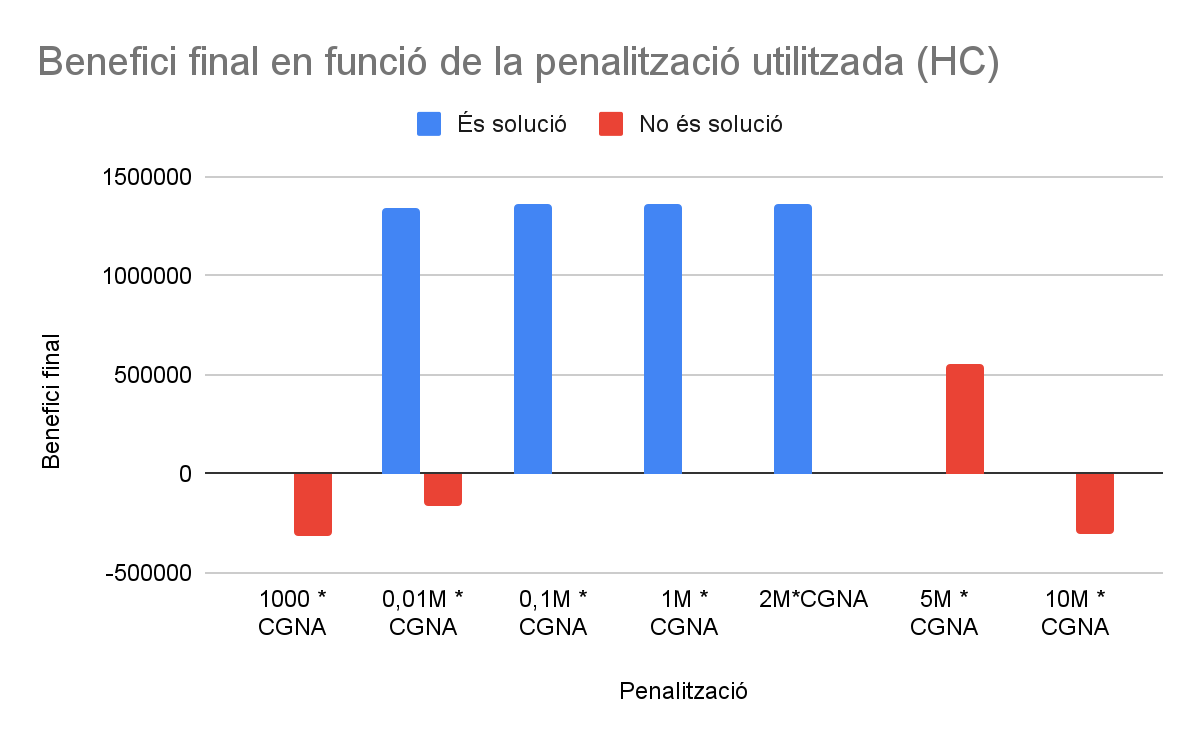 Benefici final en funció de la penalització utilitzada (HC)
És solució No és solució
1500000
1000000
500000
0
-500000
Benefici final
1000 * 0,01M * 0,1M * 1M * 2M*CGNA 5M * 10M *
CGNA CGNA CGNA CGNA CGNA CGNA
Penalització